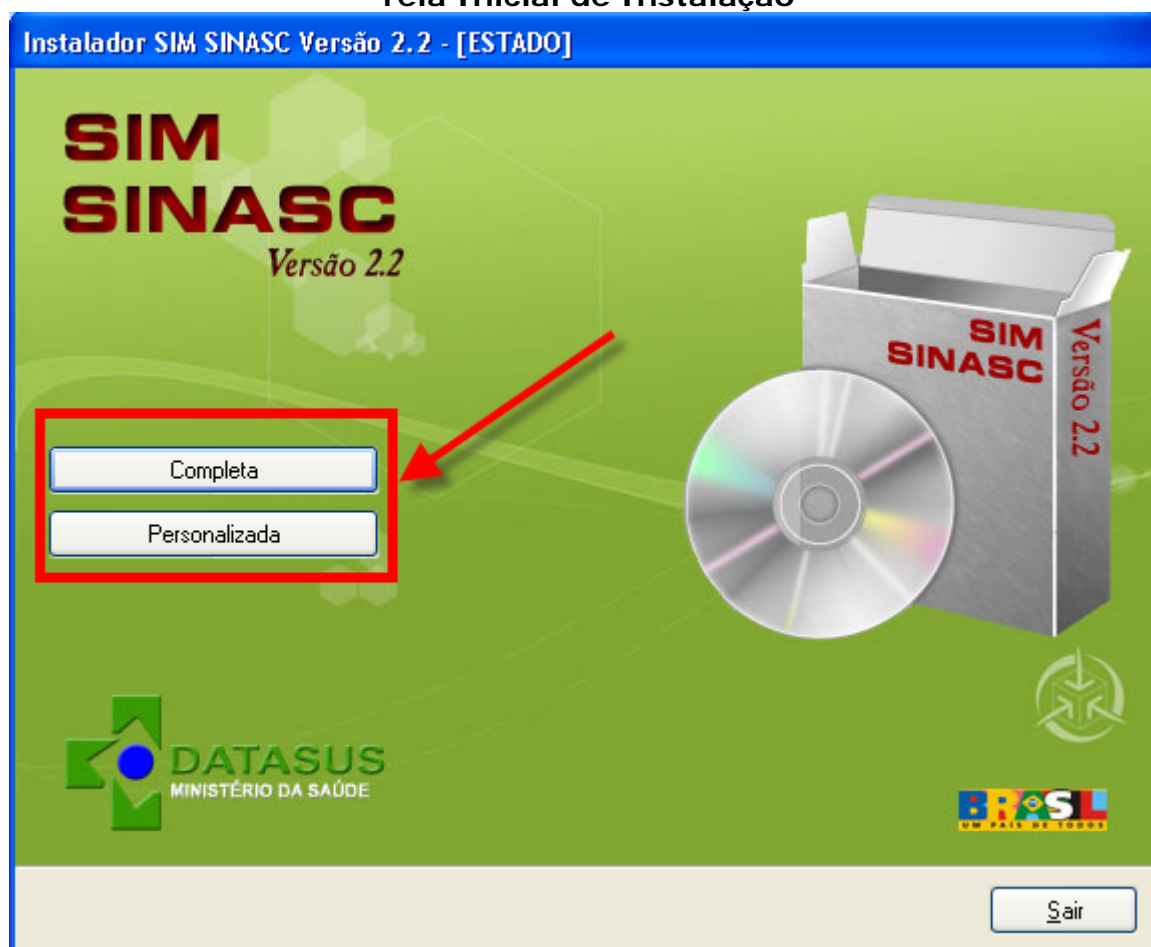 Tela Inicial de Instalação
Instalador SIM SINASC Versão 2.2 - [ESTADO]
SIM
SINASC
Versão 2.2
SIM
SINASC
Versão 2.2
Completa
Personalizada
DATASUS
MINISTÉRIO DA SAÚDE
BRASIL
UM PAÍS DE TODOS
Sair